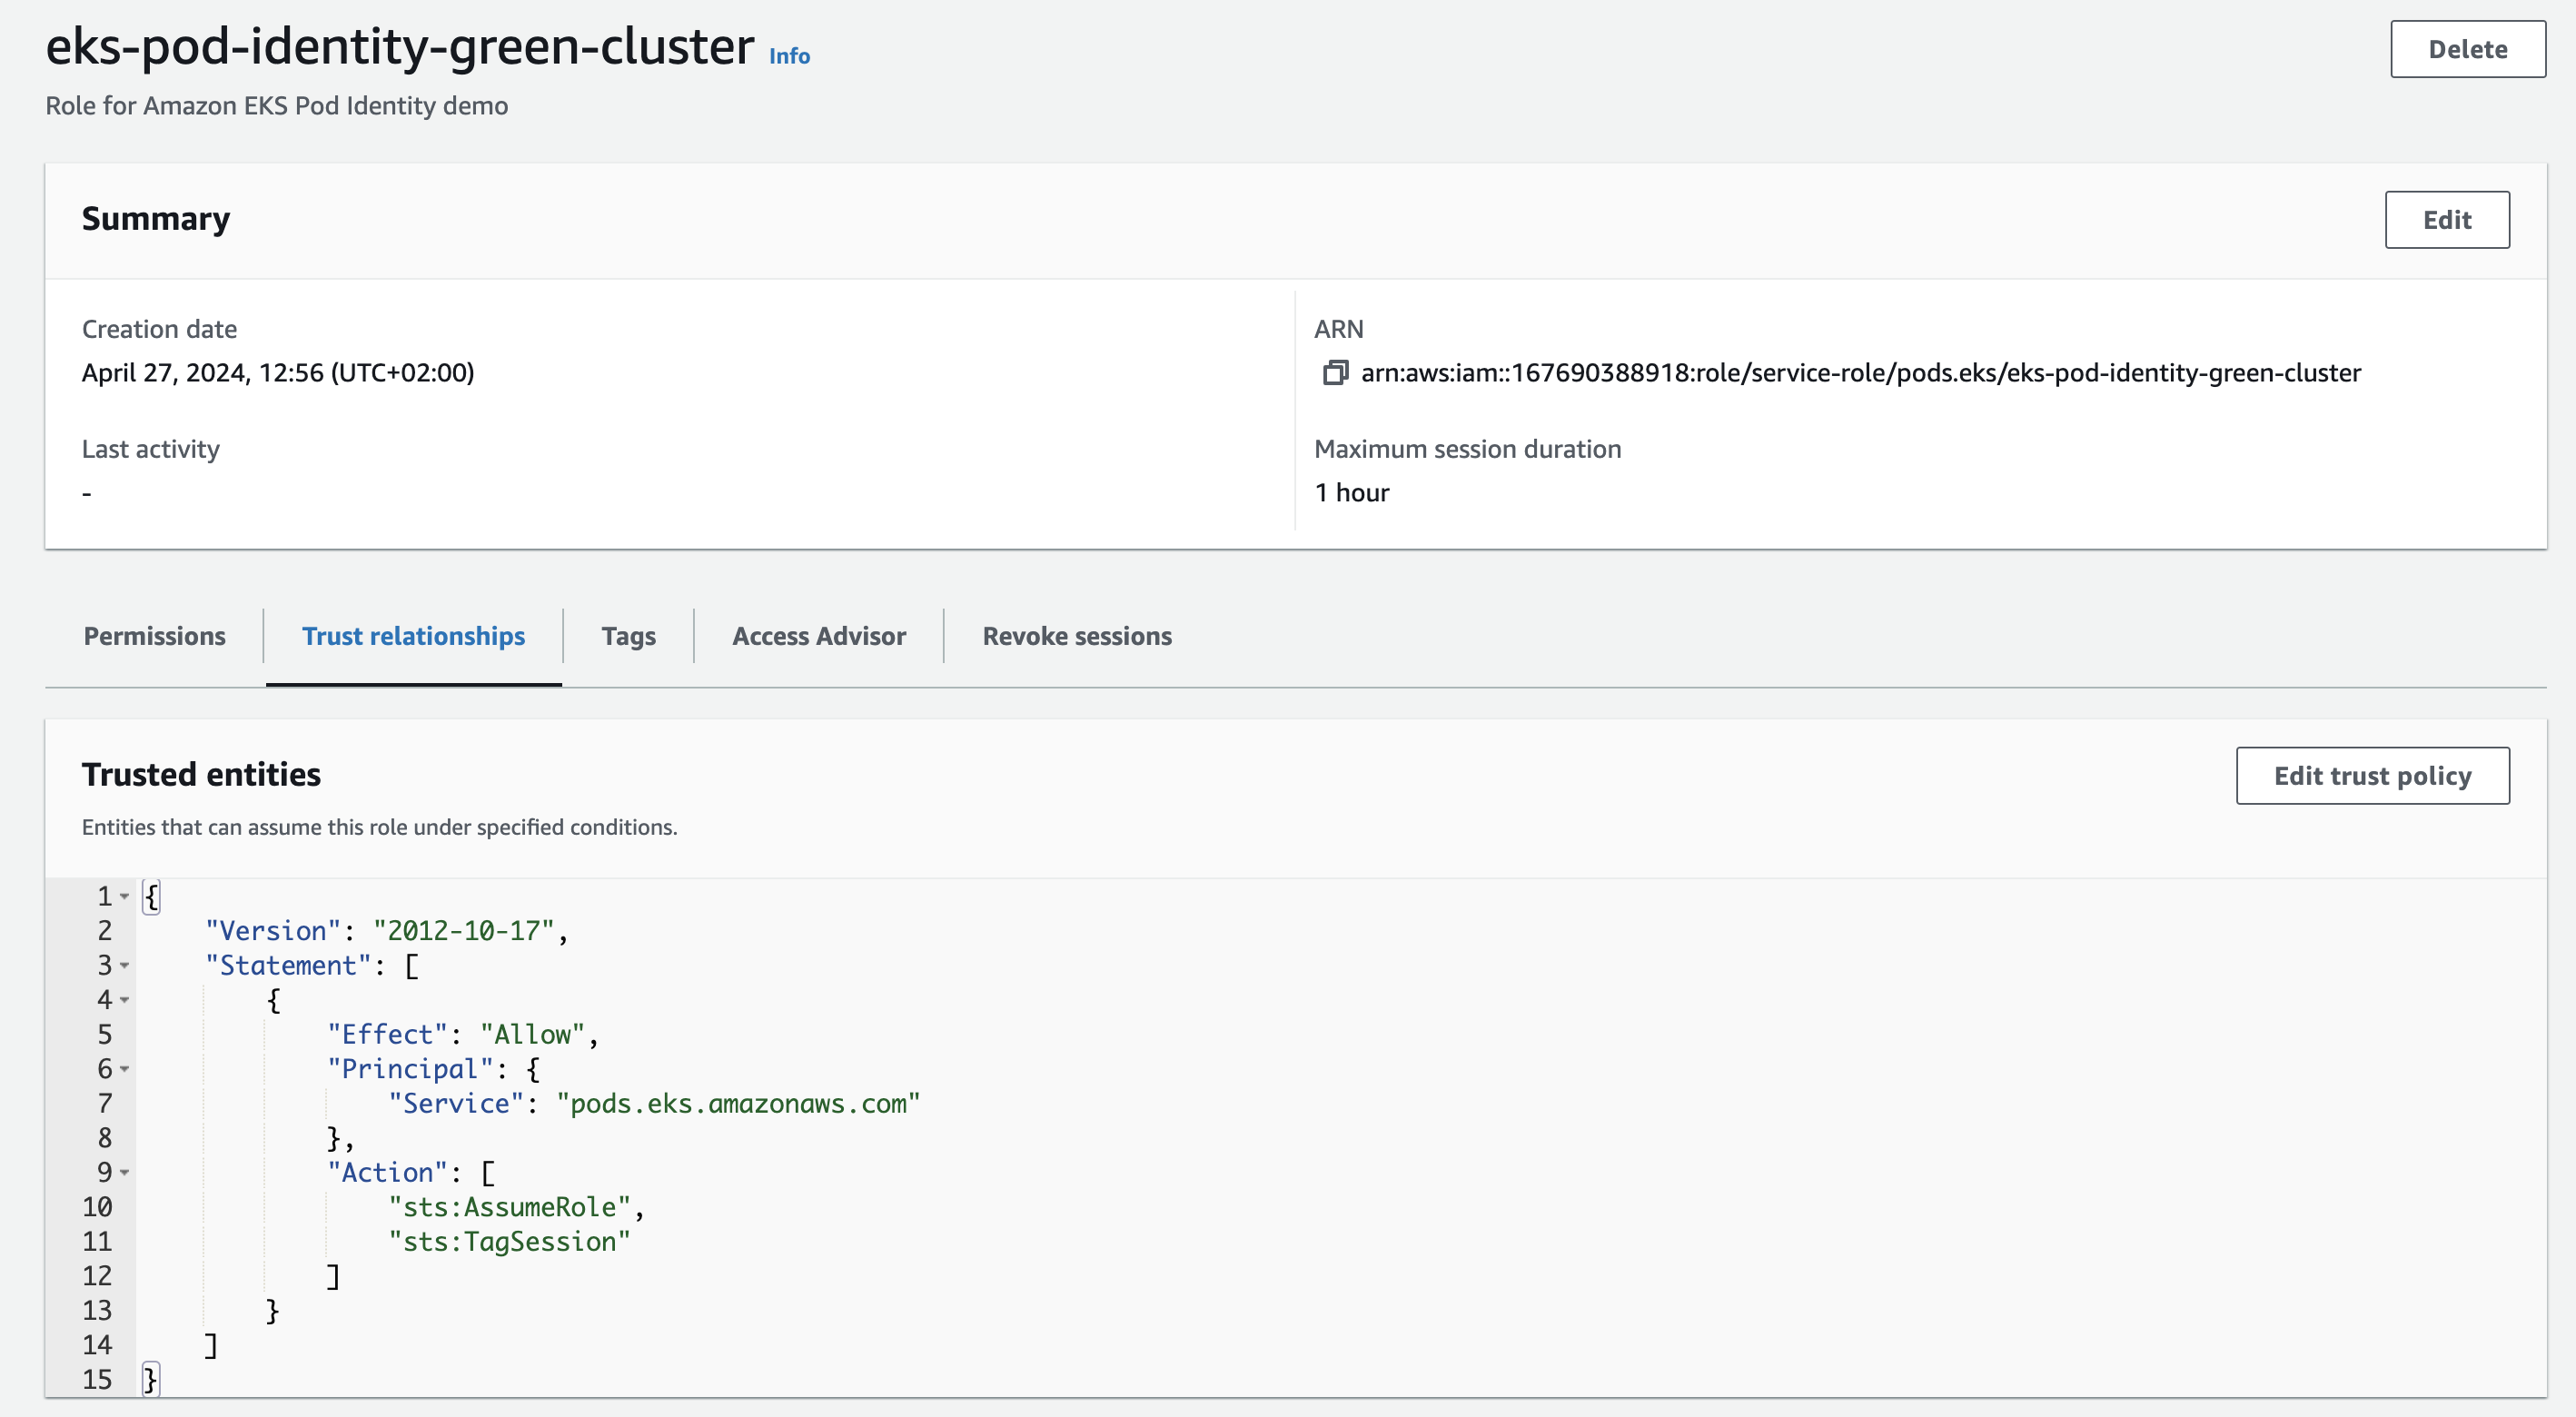 eks-pod-identity-green-cluster Info
Delete
Role for Amazon EKS Pod Identity demo
Summary
Edit
Creation date
April 27, 2024, 12:56 (UTC+02:00)
ARN
arn:aws:iam::167690388918:role/service-role/pods.eks/eks-pod-identity-green-cluster
Last activity
-
Maximum session duration
1 hour
Permissions
Trust relationships
Tags
Access Advisor
Revoke sessions
Trusted entities
Edit trust policy
Entities that can assume this role under specified conditions.
1 {
2     "Version": "2012-10-17",
3     "Statement": [
4         {
5             "Effect": "Allow",
6             "Principal": {
7                 "Service": "pods.eks.amazonaws.com"
8             },
9             "Action": [
10                 "sts:AssumeRole",
11                 "sts:TagSession"
12             ]
13         }
14     ]
15 }